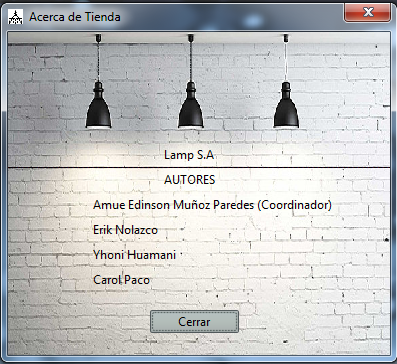 Acerca de Tienda
Lamp S.A
AUTORES
Amue Edinson Muñoz Paredes (Coordinador)
Erik Nolazco
Yhoni Huamani
Carol Paco
Cerrar